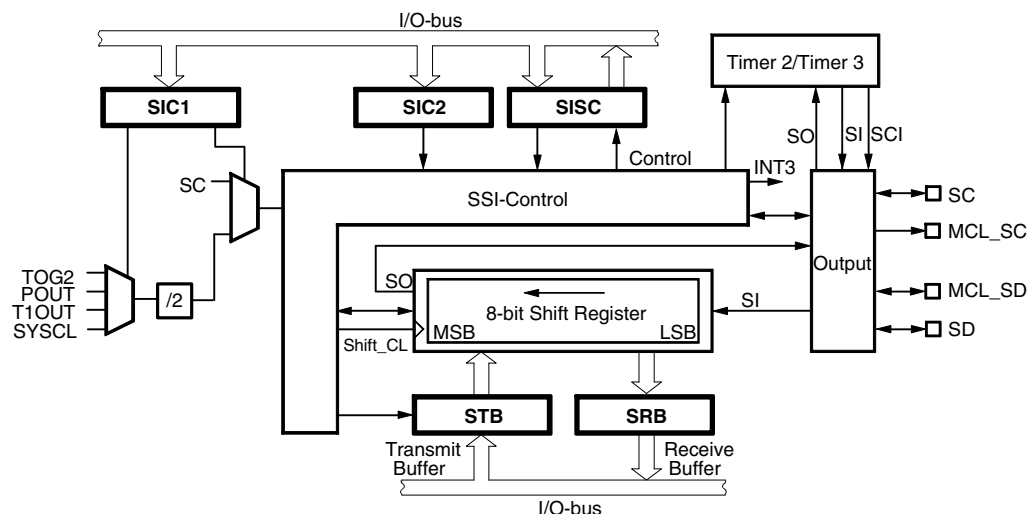 I/O-bus
Timer 2/Timer 3
SIC1
SIC2
SISC
SO
SI
SCI
Control
INT3
SC
SSI-Control
SC
MCL_SC
Output
SO
TOG2
POUT
T1OUT
SYSCL
/2
8-bit Shift Register
SI
MCL_SD
MSB
LSB
SD
Shift_CL
STB
SRB
Transmit
Buffer
Receive
Buffer
I/O-bus